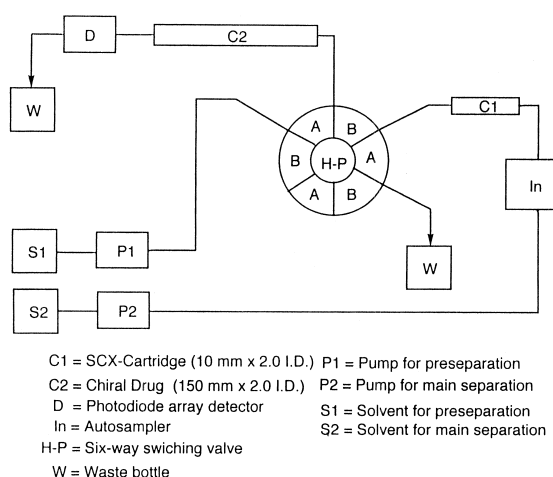 D
C2
W
A
B
C1
B
H-P
A
In
A
B
S1
P1
W
S2
P2
C1 = SCX-Cartridge (10 mm x 2.0 I.D.)
P1 = Pump for preseparation
C2 = Chiral Drug (150 mm x 2.0 I.D.)
P2 = Pump for main separation
D = Photodiode array detector
S1 = Solvent for preseparation
In = Autosampler
S2 = Solvent for main separation
H-P = Six-way swiching valve
W = Waste bottle